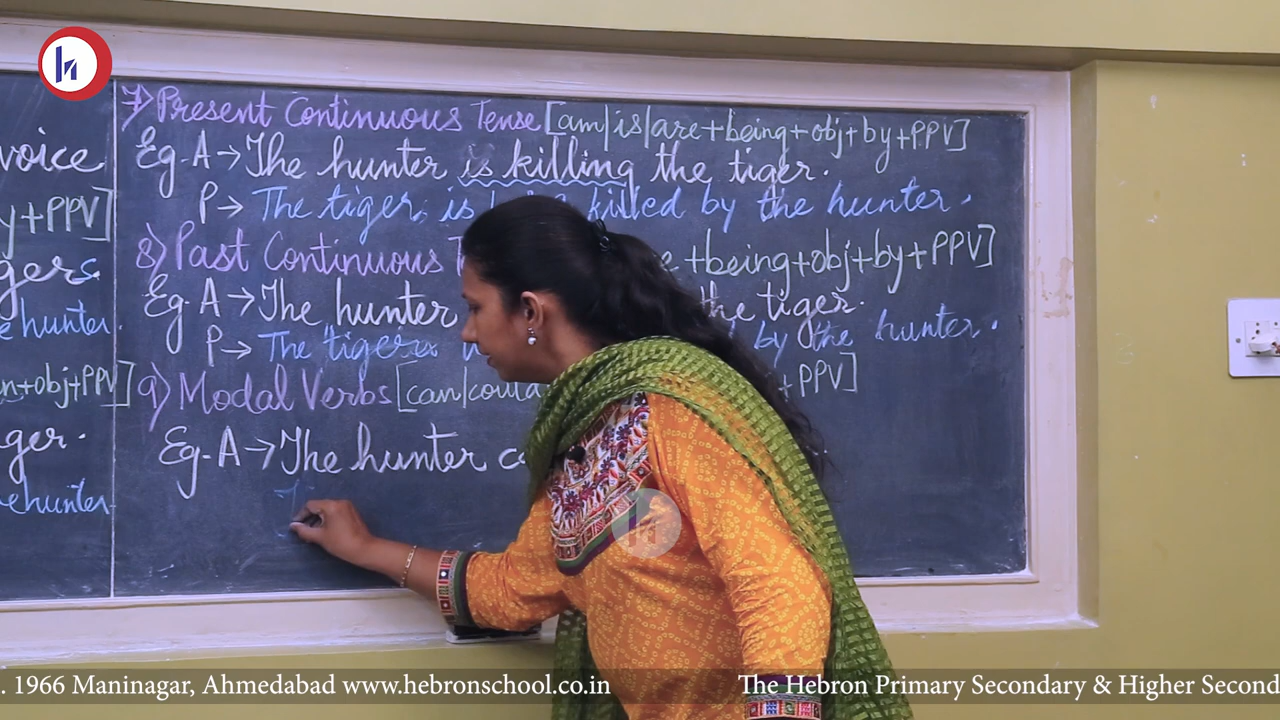 voice
y+PPV]
gers
e hunter.
n+obj+PPV]
ger.
ehunter
7) Present Continuous Tense [am|is|are+being+obj+by+PPV]
Eg-A→The hunter is killing the tiger.
P→ The tiger is killed by the hunter.
8) Past Continuous +being+obj+by+PPV]
Eg-A→The hunter the tiger.
P→ The tiger by the hunter.
9) Modal Verbs [can|could +PPV]
Eg-A→The hunter
. 1966 Maninagar, Ahmedabad www.hebronschool.co.in The Hebron Primary Secondary & Higher Second